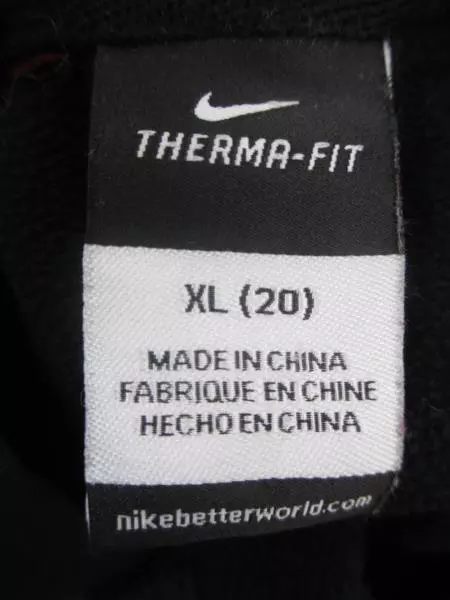 THERMA-FIT
XL (20)
MADE IN CHINA
FABRIQUE EN CHINE
HECHO EN CHINA
nikebetterworld.com